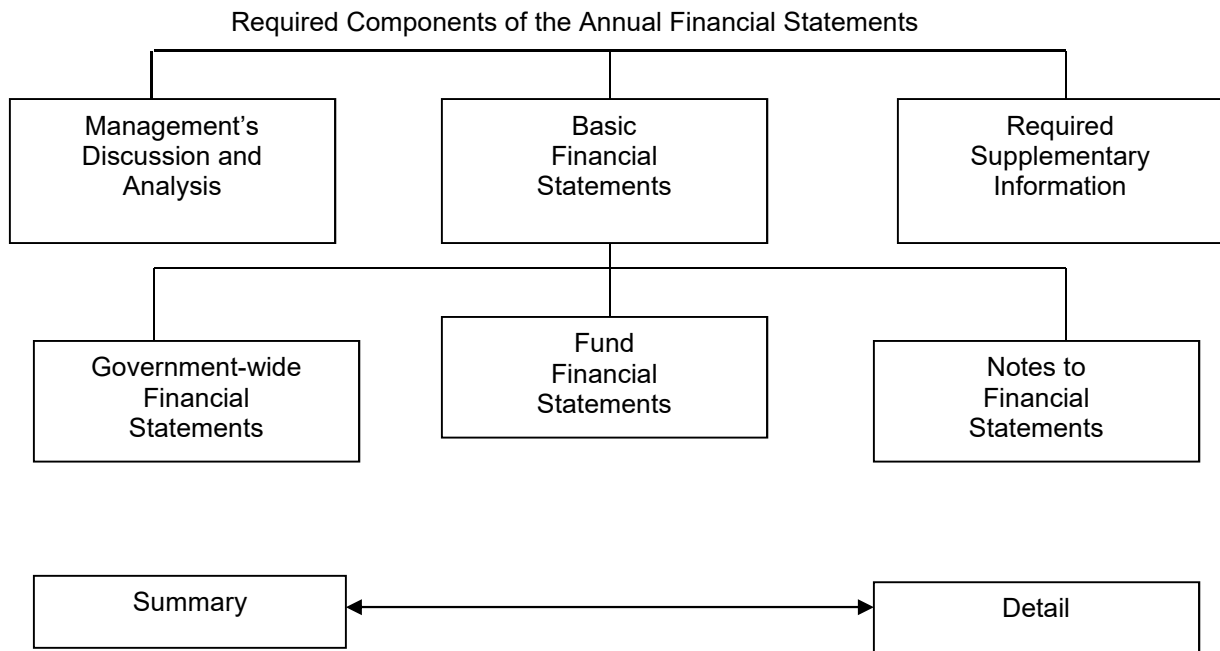 Required Components of the Annual Financial Statements
Management’s
Discussion and
Analysis
Basic
Financial
Statements
Required
Supplementary
Information
Government-wide
Financial
Statements
Fund
Financial
Statements
Notes to
Financial
Statements
Summary
Detail